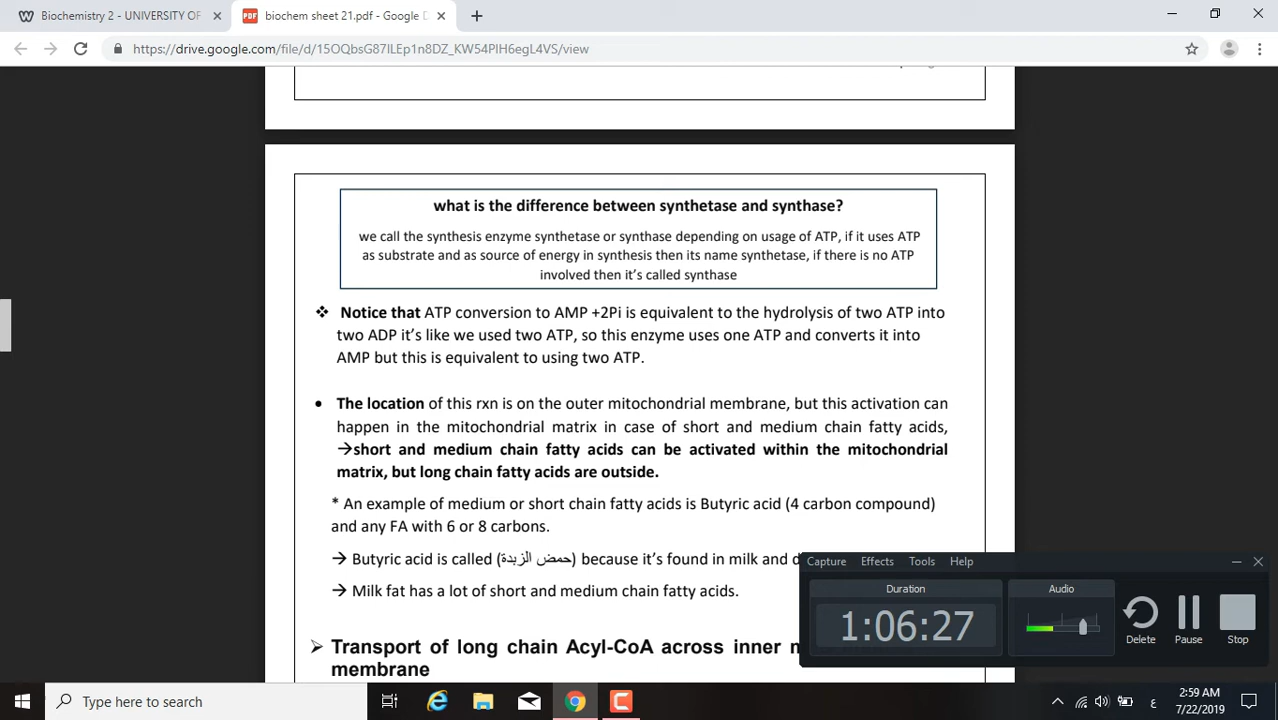 Biochemistry 2 - UNIVERSITY OF
biochem sheet 21.pdf - Google D
https://drive.google.com/file/d/15OQbsG87lLEp1n8DZ_KW54PlH6egL4VS/view
what is the difference between synthetase and synthase?
we call the synthesis enzyme synthetase or synthase depending on usage of ATP, if it uses ATP
as substrate and as source of energy in synthesis then its name synthetase, if there is no ATP
involved then it's called synthase
❖ Notice that ATP conversion to AMP +2Pi is equivalent to the hydrolysis of two ATP into
two ADP it's like we used two ATP, so this enzyme uses one ATP and converts it into
AMP but this is equivalent to using two ATP.
• The location of this rxn is on the outer mitochondrial membrane, but this activation can
happen in the mitochondrial matrix in case of short and medium chain fatty acids,
→short and medium chain fatty acids can be activated within the mitochondrial
matrix, but long chain fatty acids are outside.
* An example of medium or short chain fatty acids is Butyric acid (4 carbon compound)
and any FA with 6 or 8 carbons.
→ Butyric acid is called (حمض الزبدة) because it's found in milk and
→ Milk fat has a lot of short and medium chain fatty acids.
➢ Transport of long chain Acyl-CoA across inner
membrane
Capture Effects Tools Help
Duration Audio
1:06:27
Delete Pause Stop
Type here to search
ع
2:59 AM
7/22/2019